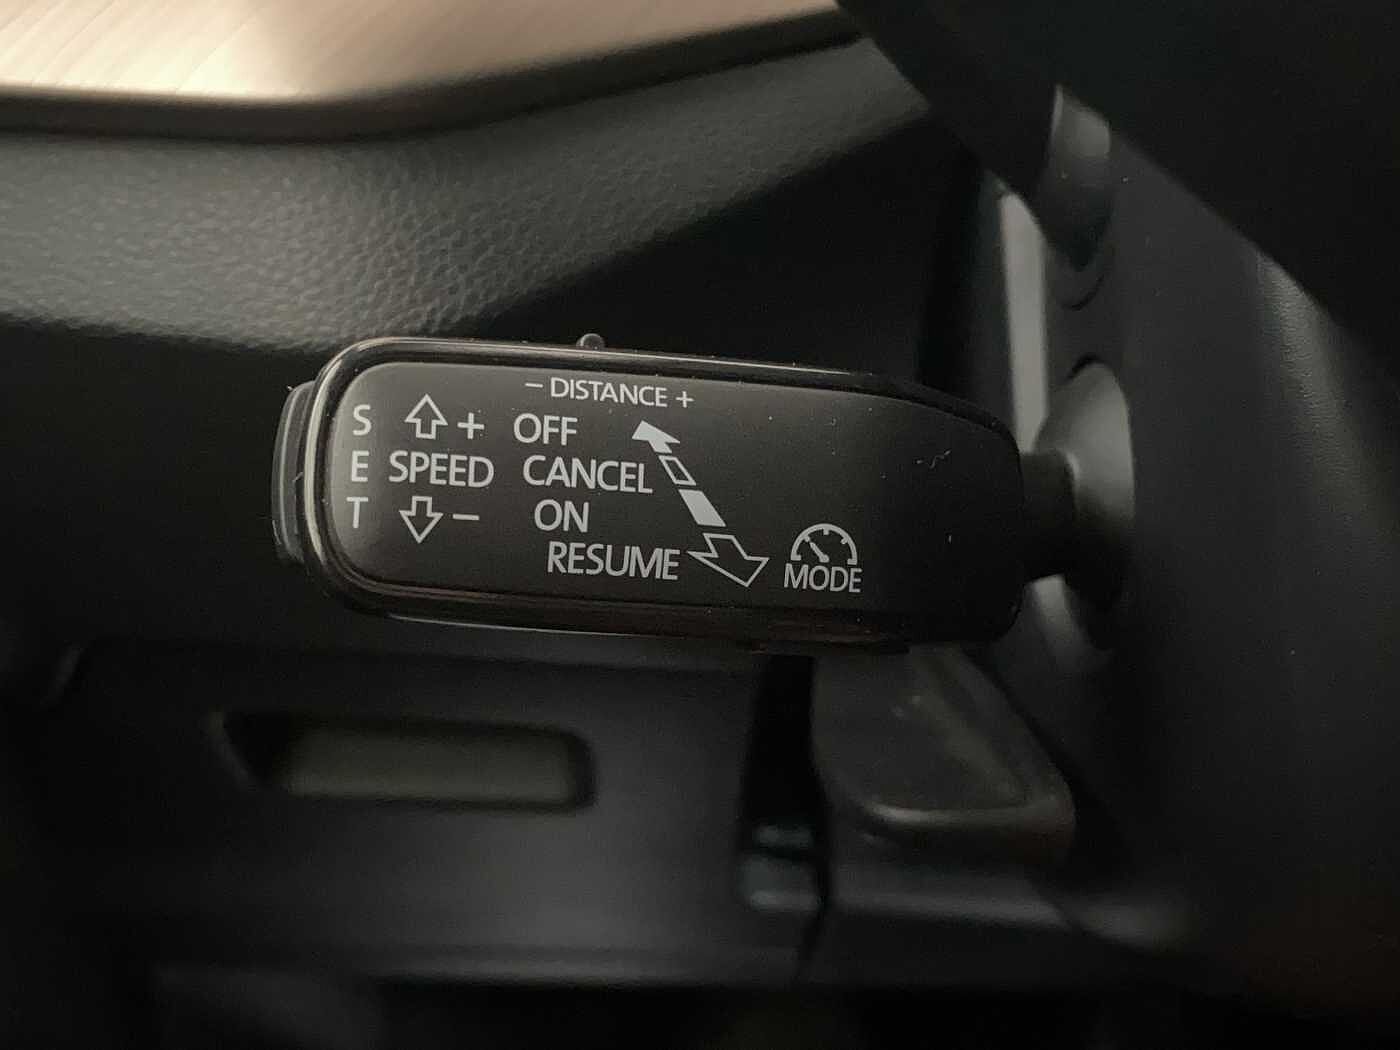 − DISTANCE +
S + OFF
E SPEED CANCEL
T − ON
RESUME
MODE